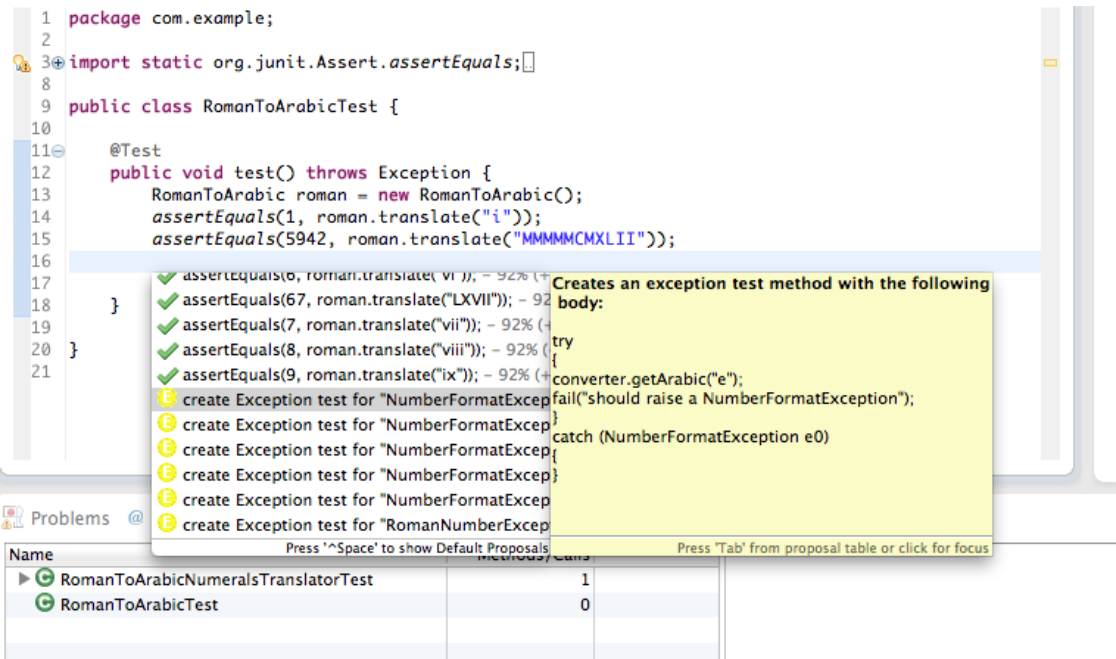 1 package com.example;
2
3 import static org.junit.Assert.assertEquals;
8
9 public class RomanToArabicTest {
10
11 @Test
12 public void test() throws Exception {
13 RomanToArabic roman = new RomanToArabic();
14 assertEquals(1, roman.translate("i"));
15 assertEquals(5942, roman.translate("MMMMMCMXLII"));
16
17
18 }
19
20 }
21
assertEquals(6, roman.translate("vi")); – 92% (+
assertEquals(67, roman.translate("LXVII")); – 92
assertEquals(7, roman.translate("vii")); – 92% (+
assertEquals(8, roman.translate("viii")); – 92% (
assertEquals(9, roman.translate("ix")); – 92% (+
create Exception test for "NumberFormatExcep
create Exception test for "NumberFormatExcep
create Exception test for "NumberFormatExcep
create Exception test for "NumberFormatExcep
create Exception test for "NumberFormatExcep
create Exception test for "RomanNumberExcep
Press '^Space' to show Default Proposals
Creates an exception test method with the following
body:
try
{
converter.getArabic("e");
fail("should raise a NumberFormatException");
}
catch (NumberFormatException e0)
{
}
Press 'Tab' from proposal table or click for focus
Problems @
Name Methods/Calls
RomanToArabicNumeralsTranslatorTest 1
RomanToArabicTest 0